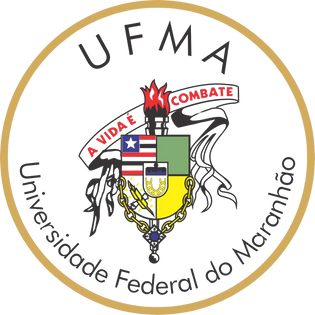 UFMA
A VIDA É COMBATE
Universidade Federal do Maranhão